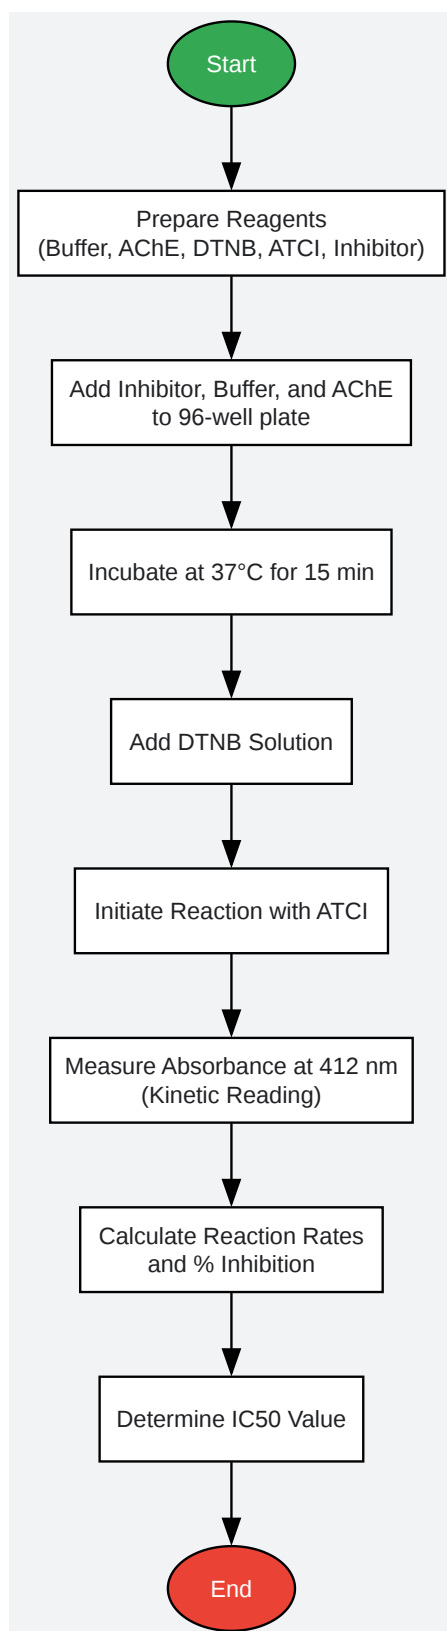 Start
Prepare Reagents
(Buffer, AChE, DTNB, ATCI, Inhibitor)
Add Inhibitor, Buffer, and AChE
to 96-well plate
Incubate at 37°C for 15 min
Add DTNB Solution
Initiate Reaction with ATCI
Measure Absorbance at 412 nm
(Kinetic Reading)
Calculate Reaction Rates
and % Inhibition
Determine IC50 Value
End